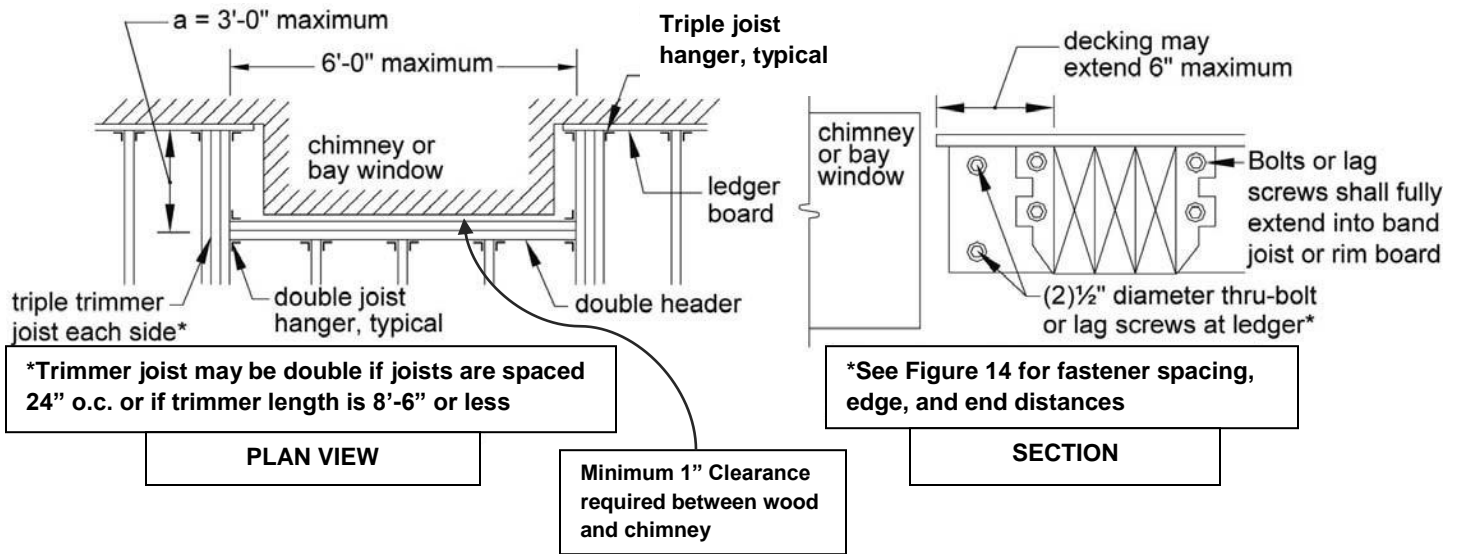 a = 3'-0" maximum
6'-0" maximum
Triple joist
hanger, typical
chimney or
bay window
ledger
board
triple trimmer
joist each side*
double joist
hanger, typical
double header
*Trimmer joist may be double if joists are spaced
24” o.c. or if trimmer length is 8’-6” or less
PLAN VIEW
Minimum 1” Clearance
required between wood
and chimney
decking may
extend 6" maximum
chimney
or bay
window
Bolts or lag
screws shall fully
extend into band
joist or rim board
(2)½" diameter thru-bolt
or lag screws at ledger*
*See Figure 14 for fastener spacing,
edge, and end distances
SECTION